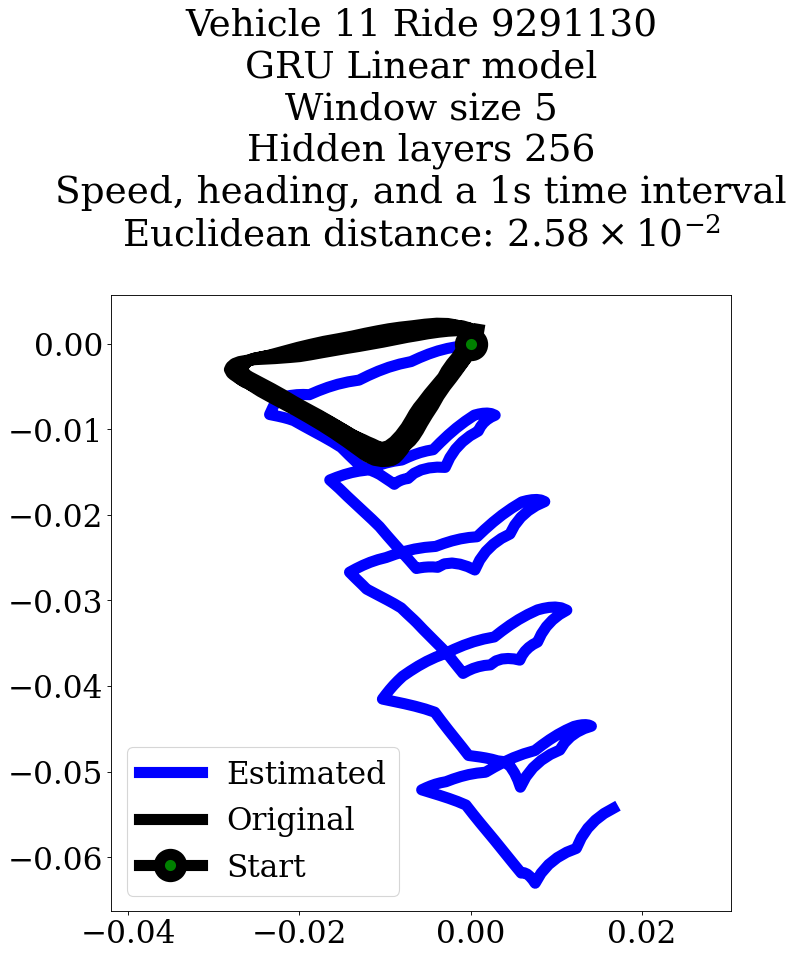 Vehicle 11 Ride 9291130
GRU Linear model
Window size 5
Hidden layers 256
Speed, heading, and a 1s time interval
Euclidean distance: 2.58 × 10⁻²
0.00
−0.01
−0.02
−0.03
−0.04
−0.05
−0.06
Estimated
Original
Start
−0.04 −0.02 0.00 0.02